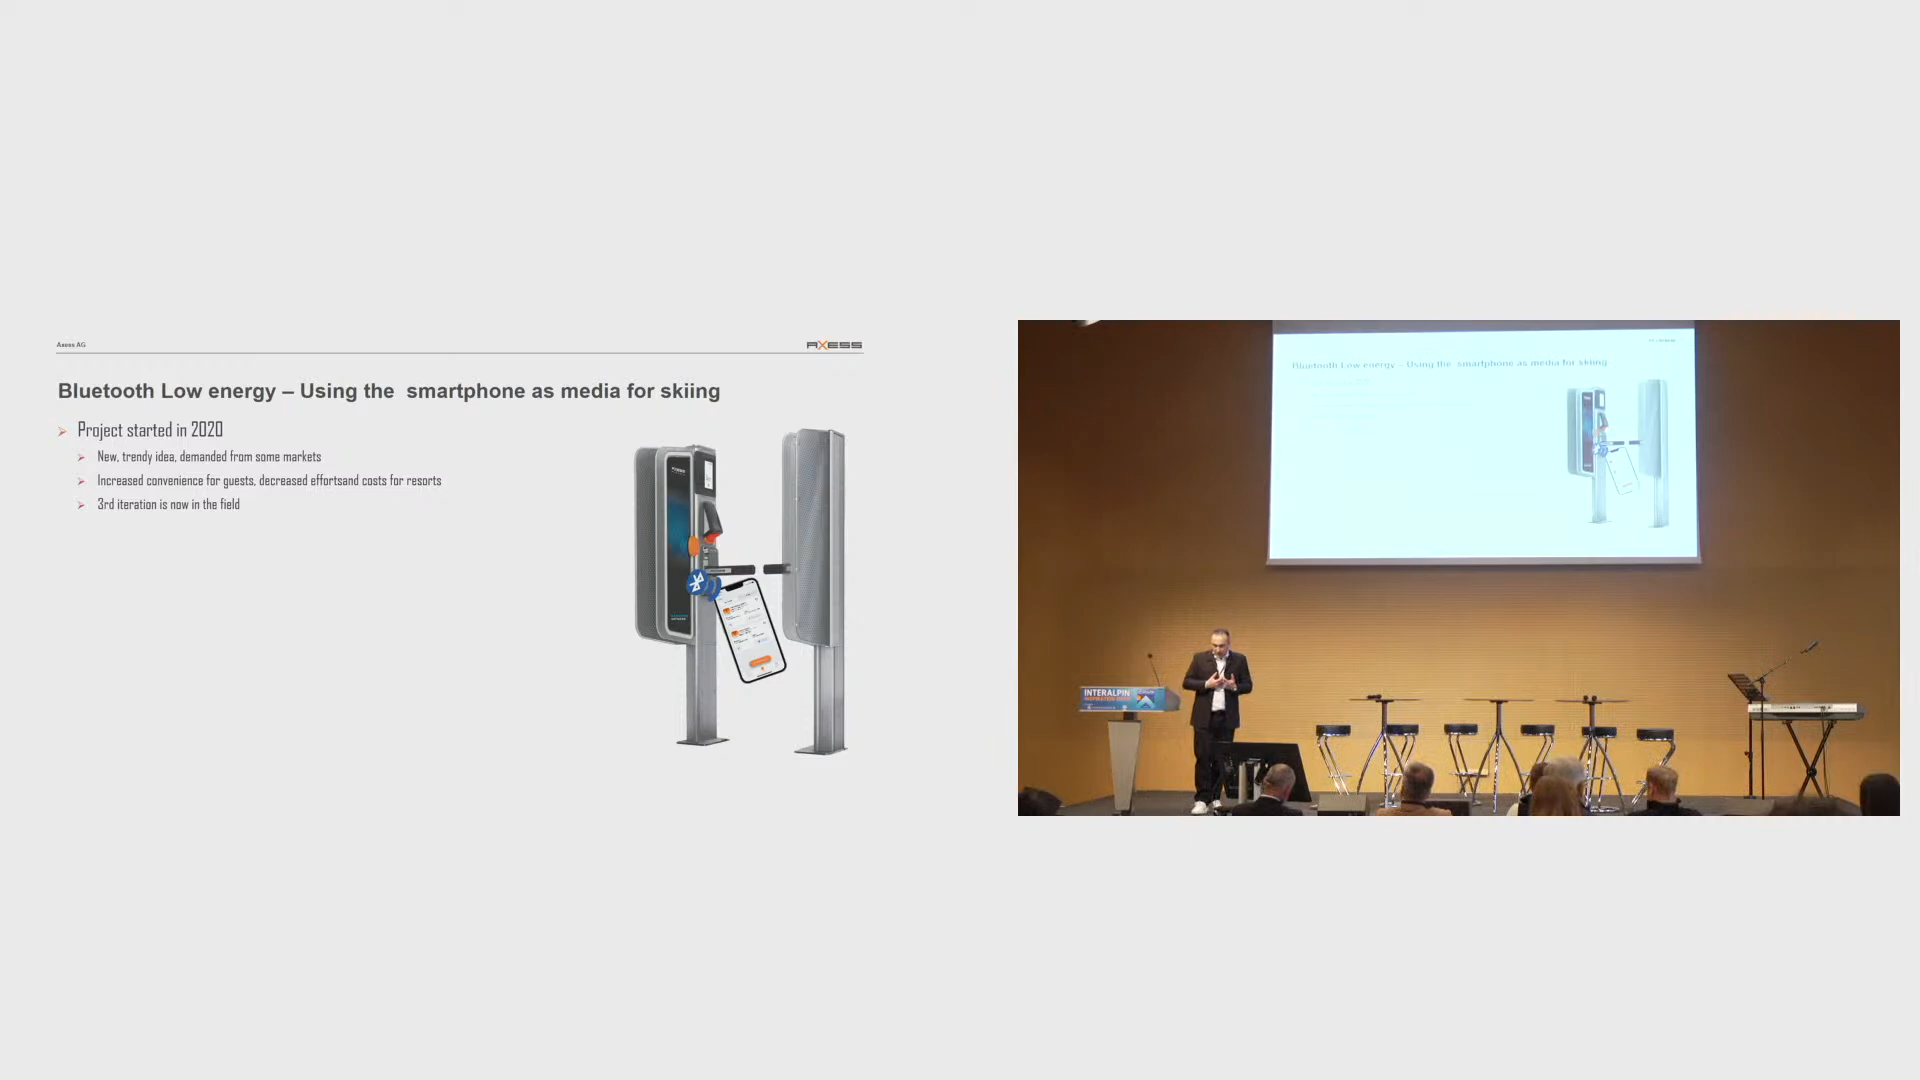 Axess AG
AXESS
Bluetooth Low energy – Using the  smartphone as media for skiing
Project started in 2020
New, trendy idea, demanded from some markets
Increased convenience for guests, decreased effortsand costs for resorts
3rd iteration is now in the field
Bluetooth Low energy – Using the  smartphone as media for skiing
INTERALPIN